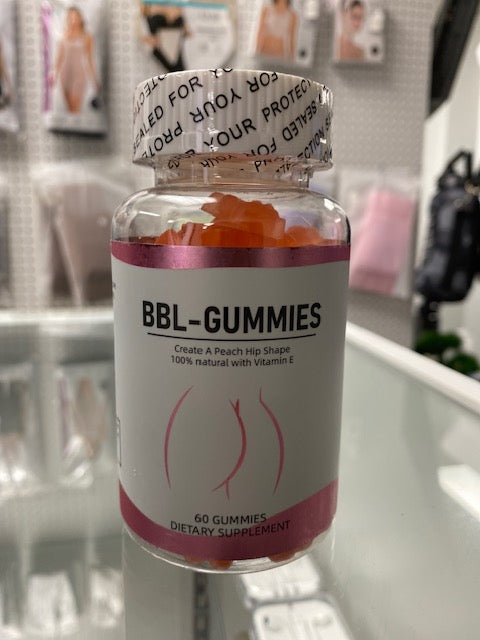 SEALED FOR YOUR PROTECTION
BBL-GUMMIES
Create A Peach Hip Shape
100% natural with Vitamin E
60 GUMMIES
DIETARY SUPPLEMENT